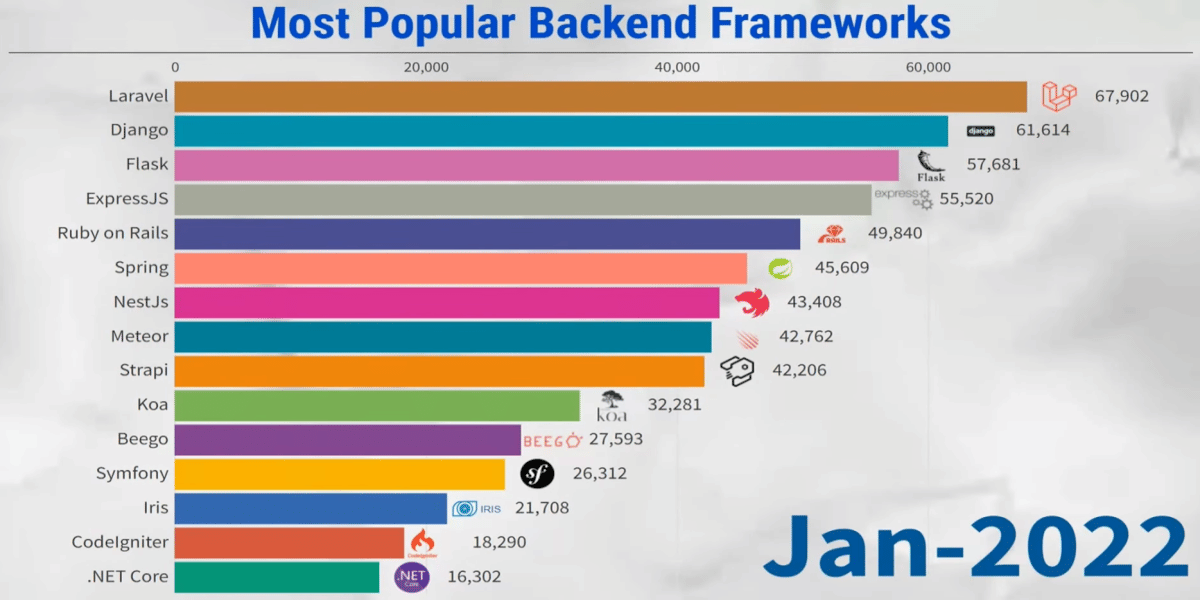 Most Popular Backend Frameworks
0 20,000 40,000 60,000
Laravel 67,902
Django django 61,614
Flask Flask 57,681
ExpressJS express 55,520
Ruby on Rails RAILS 49,840
Spring 45,609
NestJs 43,408
Meteor 42,762
Strapi 42,206
Koa koa 32,281
Beego BEEGO 27,593
Symfony sf 26,312
Iris IRIS 21,708
CodeIgniter CodeIgniter 18,290
.NET Core .NET Core 16,302
Jan-2022